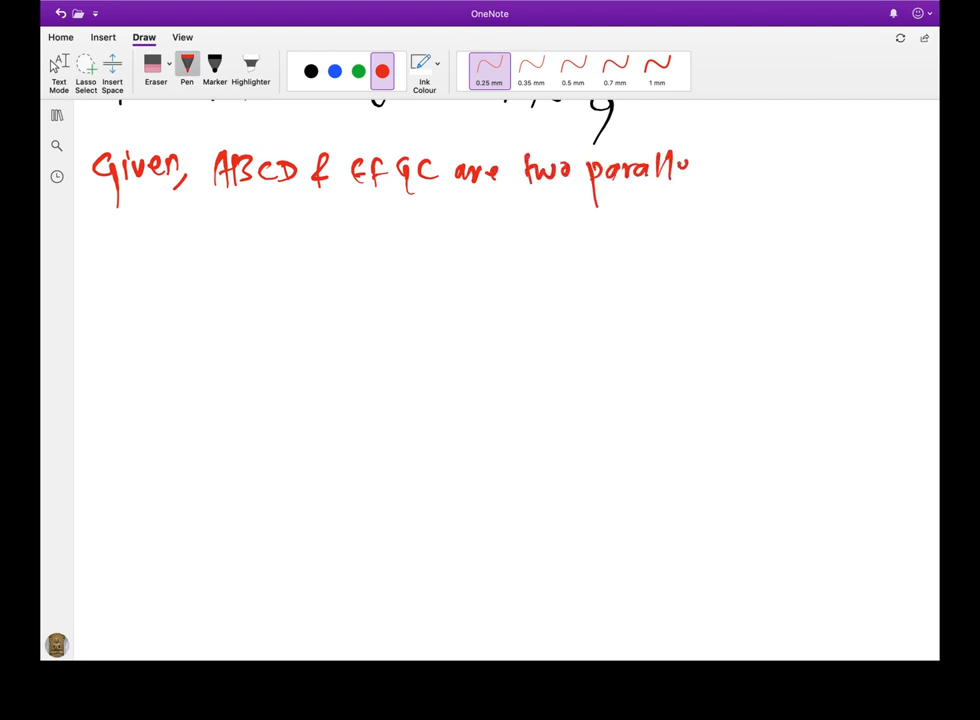 OneNote
Home Insert Draw View
Text Mode Lasso Select Insert Space Eraser Pen Marker Highlighter Ink Colour 0.25 mm 0.35 mm 0.5 mm 0.7 mm 1 mm
Given, ABCD & EFGC are two parallo